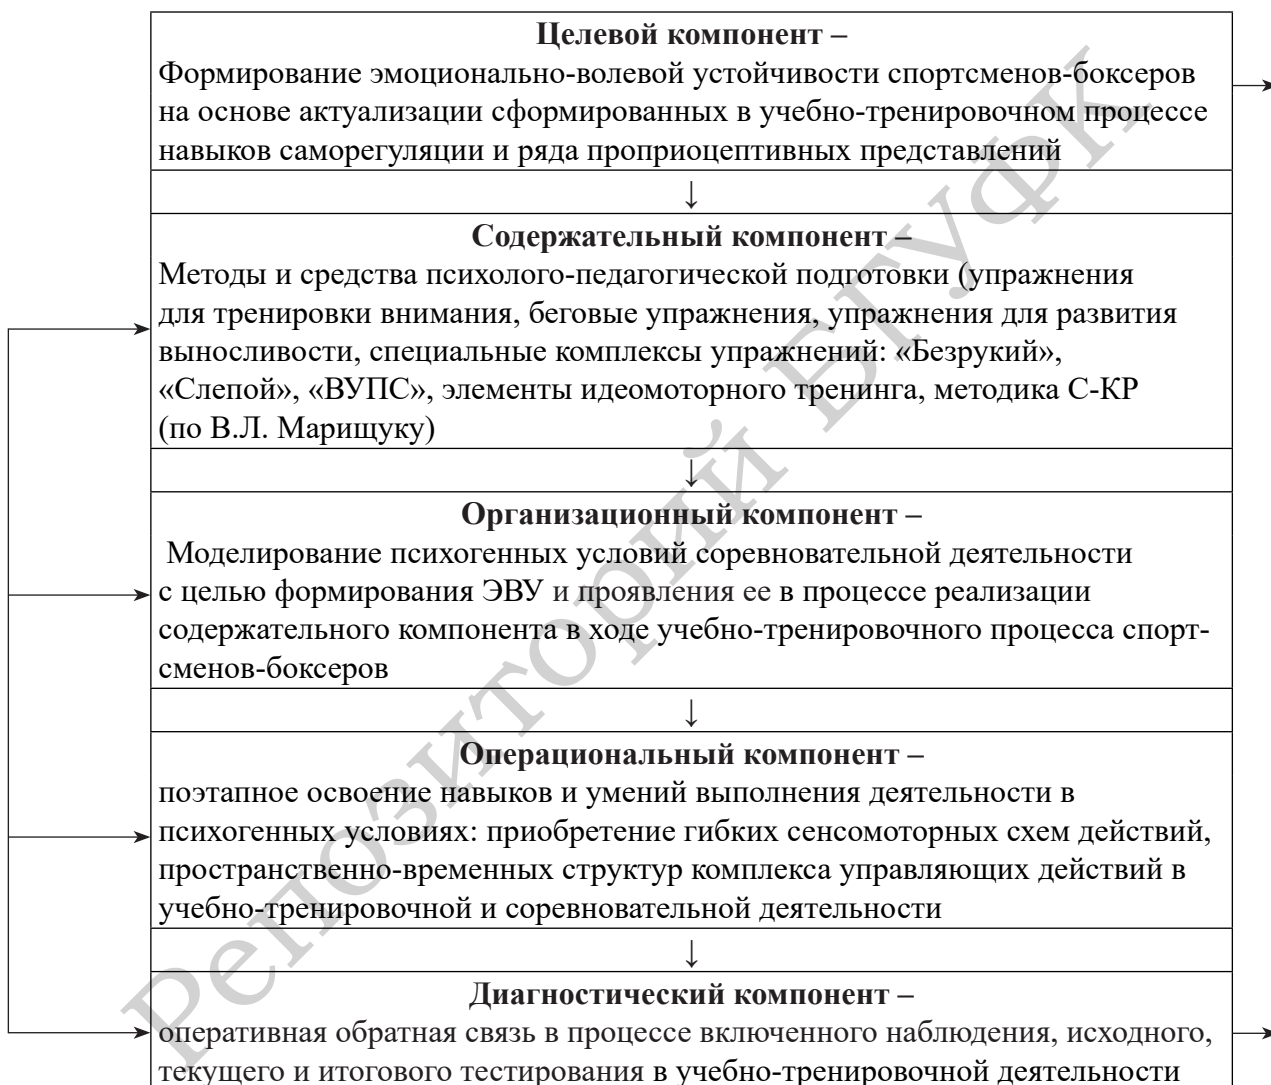 Целевой компонент –
Формирование эмоционально-волевой устойчивости спортсменов-боксеров
на основе актуализации сформированных в учебно-тренировочном процессе
навыков саморегуляции и ряда проприоцептивных представлений
↓
Содержательный компонент –
Методы и средства психолого-педагогической подготовки (упражнения
для тренировки внимания, беговые упражнения, упражнения для развития
выносливости, специальные комплексы упражнений: «Безрукий»,
«Слепой», «ВУПС», элементы идеомоторного тренинга, методика С-КР
(по В.Л. Марищуку)
↓
Организационный компонент –
Моделирование психогенных условий соревновательной деятельности
с целью формирования ЭВУ и проявления ее в процессе реализации
содержательного компонента в ходе учебно-тренировочного процесса спорт-
сменов-боксеров
↓
Операциональный компонент –
поэтапное освоение навыков и умений выполнения деятельности в
психогенных условиях: приобретение гибких сенсомоторных схем действий,
пространственно-временных структур комплекса управляющих действий в
учебно-тренировочной и соревновательной деятельности
↓
Диагностический компонент –
оперативная обратная связь в процессе включенного наблюдения, исходного,
текущего и итогового тестирования в учебно-тренировочной деятельности
Репозиторий БГУФК